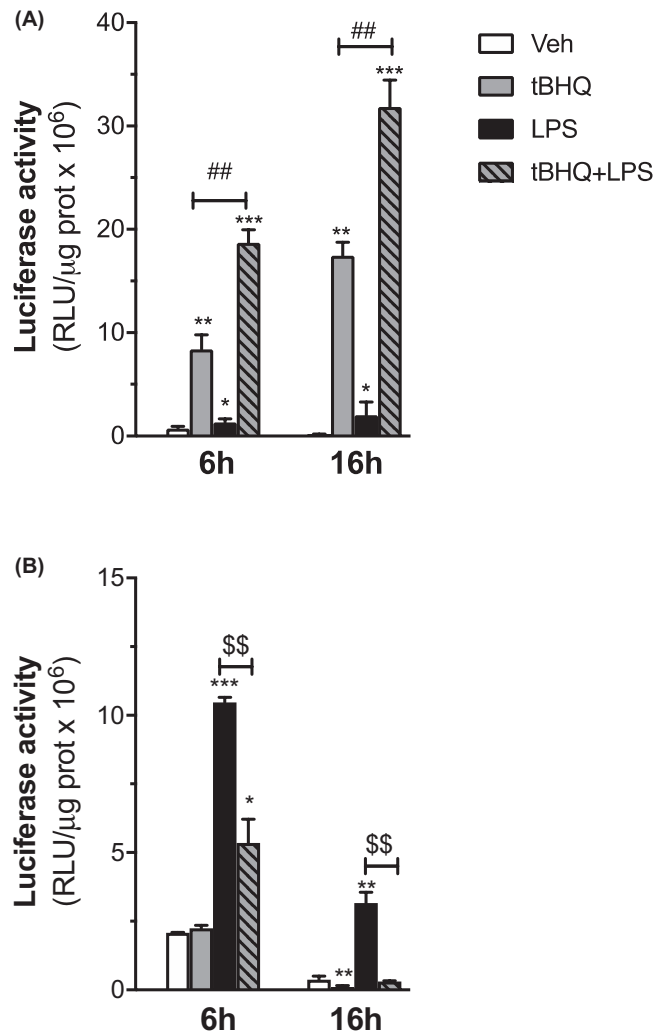 (A)
Luciferase activity
(RLU/μg prot x 10⁶)
40
30
20
10
0
##
##
**
*
***
**
*
***
6h
16h
Veh
tBHQ
LPS
tBHQ+LPS
(B)
Luciferase activity
(RLU/μg prot x 10⁶)
15
10
5
0
$$
***
*
$$
**
**
6h
16h